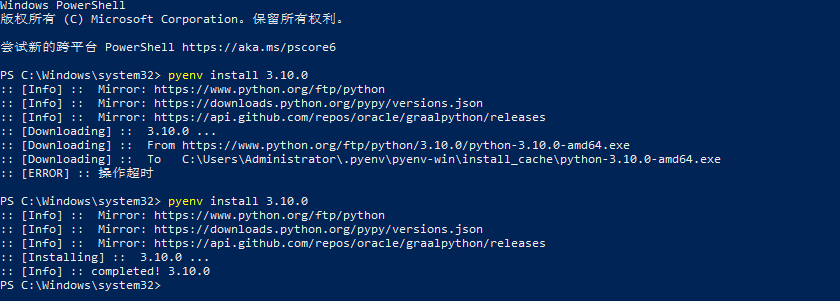 Windows PowerShell
版权所有 (C) Microsoft Corporation。保留所有权利。
尝试新的跨平台 PowerShell https://aka.ms/pscore6
PS C:\Windows\system32> pyenv install 3.10.0
:: [Info] ::  Mirror: https://www.python.org/ftp/python
:: [Info] ::  Mirror: https://downloads.python.org/pypy/versions.json
:: [Info] ::  Mirror: https://api.github.com/repos/oracle/graalpython/releases
:: [Downloading] ::  3.10.0 ...
:: [Downloading] ::  From https://www.python.org/ftp/python/3.10.0/python-3.10.0-amd64.exe
:: [Downloading] ::  To   C:\Users\Administrator\.pyenv\pyenv-win\install_cache\python-3.10.0-amd64.exe
:: [ERROR] :: 操作超时
PS C:\Windows\system32> pyenv install 3.10.0
:: [Info] ::  Mirror: https://www.python.org/ftp/python
:: [Info] ::  Mirror: https://downloads.python.org/pypy/versions.json
:: [Info] ::  Mirror: https://api.github.com/repos/oracle/graalpython/releases
:: [Installing] ::  3.10.0 ...
:: [Info] :: completed! 3.10.0
PS C:\Windows\system32>